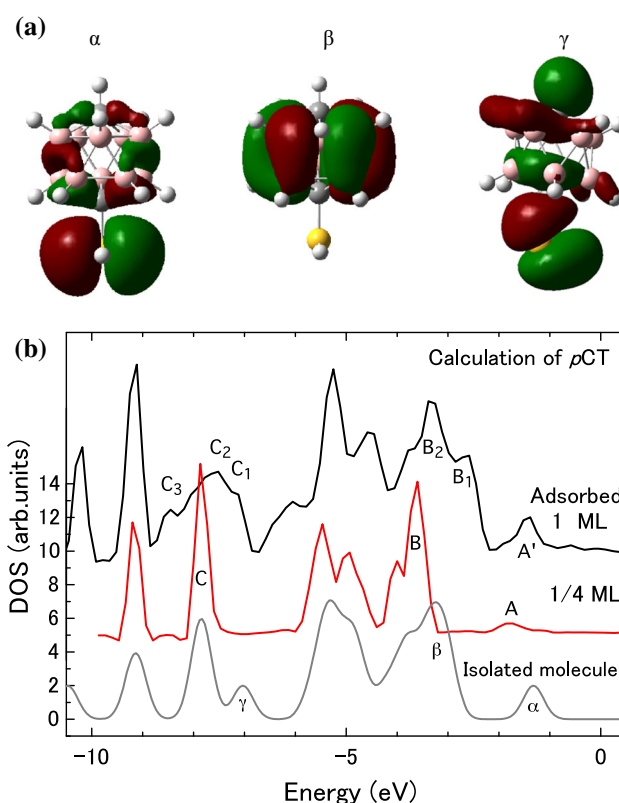 (a)
α β γ
(b)
Calculation of pCT
C₂
C₁
C₃
B₂
B₁
Adsorbed
1 ML
A'
C
B
1/4 ML
A
β
Isolated molecule
γ
α
14
12
10
8
6
4
2
0
DOS (arb.units)
−10 −5 0
Energy (eV)